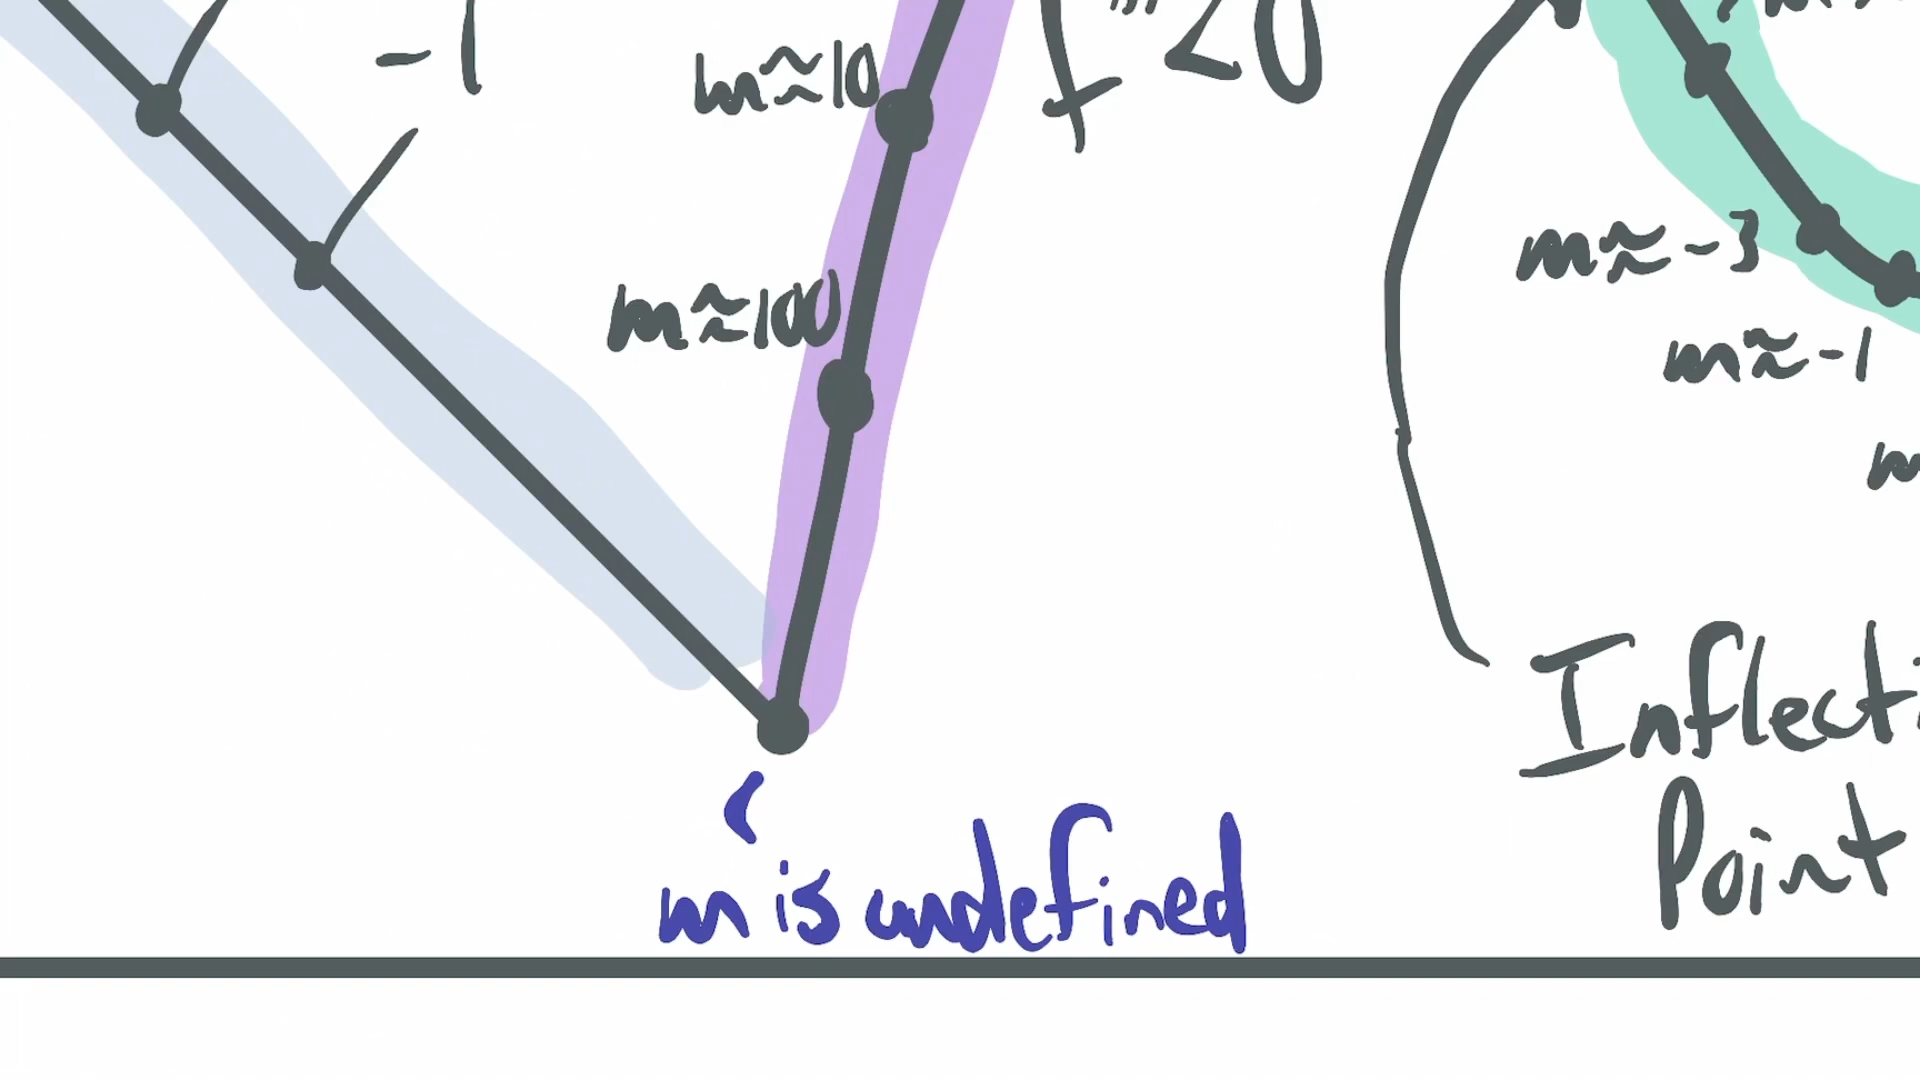 -1
m≈10
f'''<0
m≈100
m≈-3
m≈-1
m
Inflecti
Point
m is undefined